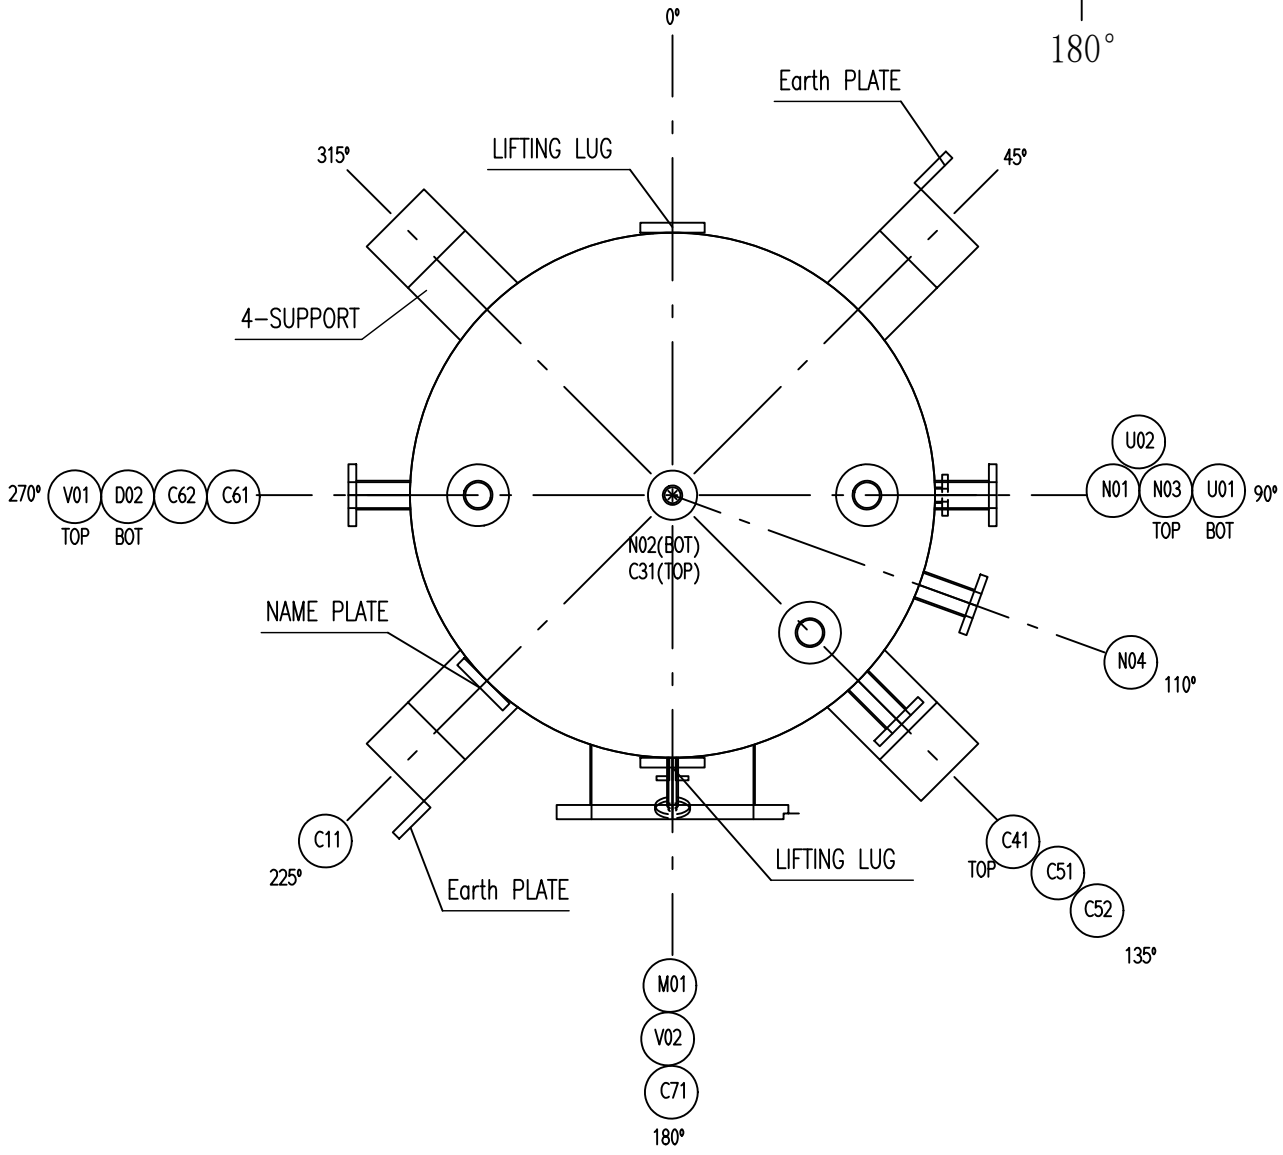 0°
180°
Earth PLATE
LIFTING LUG
315°
45°
4-SUPPORT
U02
270°
V01
D02
C62
C61
N01
N03
U01
90°
TOP
BOT
TOP
BOT
N02(BOT)
C31(TOP)
NAME PLATE
N04
110°
C11
225°
LIFTING LUG
C41
TOP
C51
C52
135°
Earth PLATE
M01
V02
C71
180°